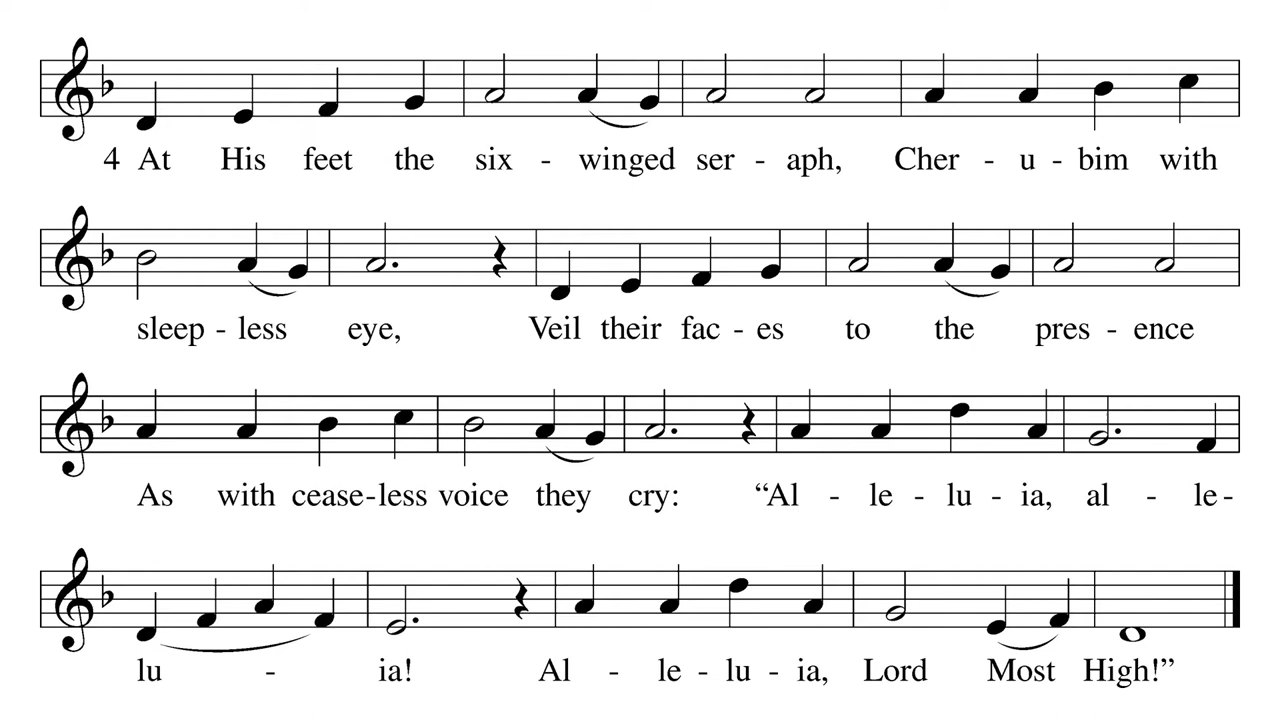 4 At His feet the six - winged ser - aph, Cher - u - bim with
sleep - less eye, Veil their fac - es to the pres - ence
As with cease - less voice they cry: “Al - le - lu - ia, al - le -
lu - ia! Al - le - lu - ia, Lord Most High!”